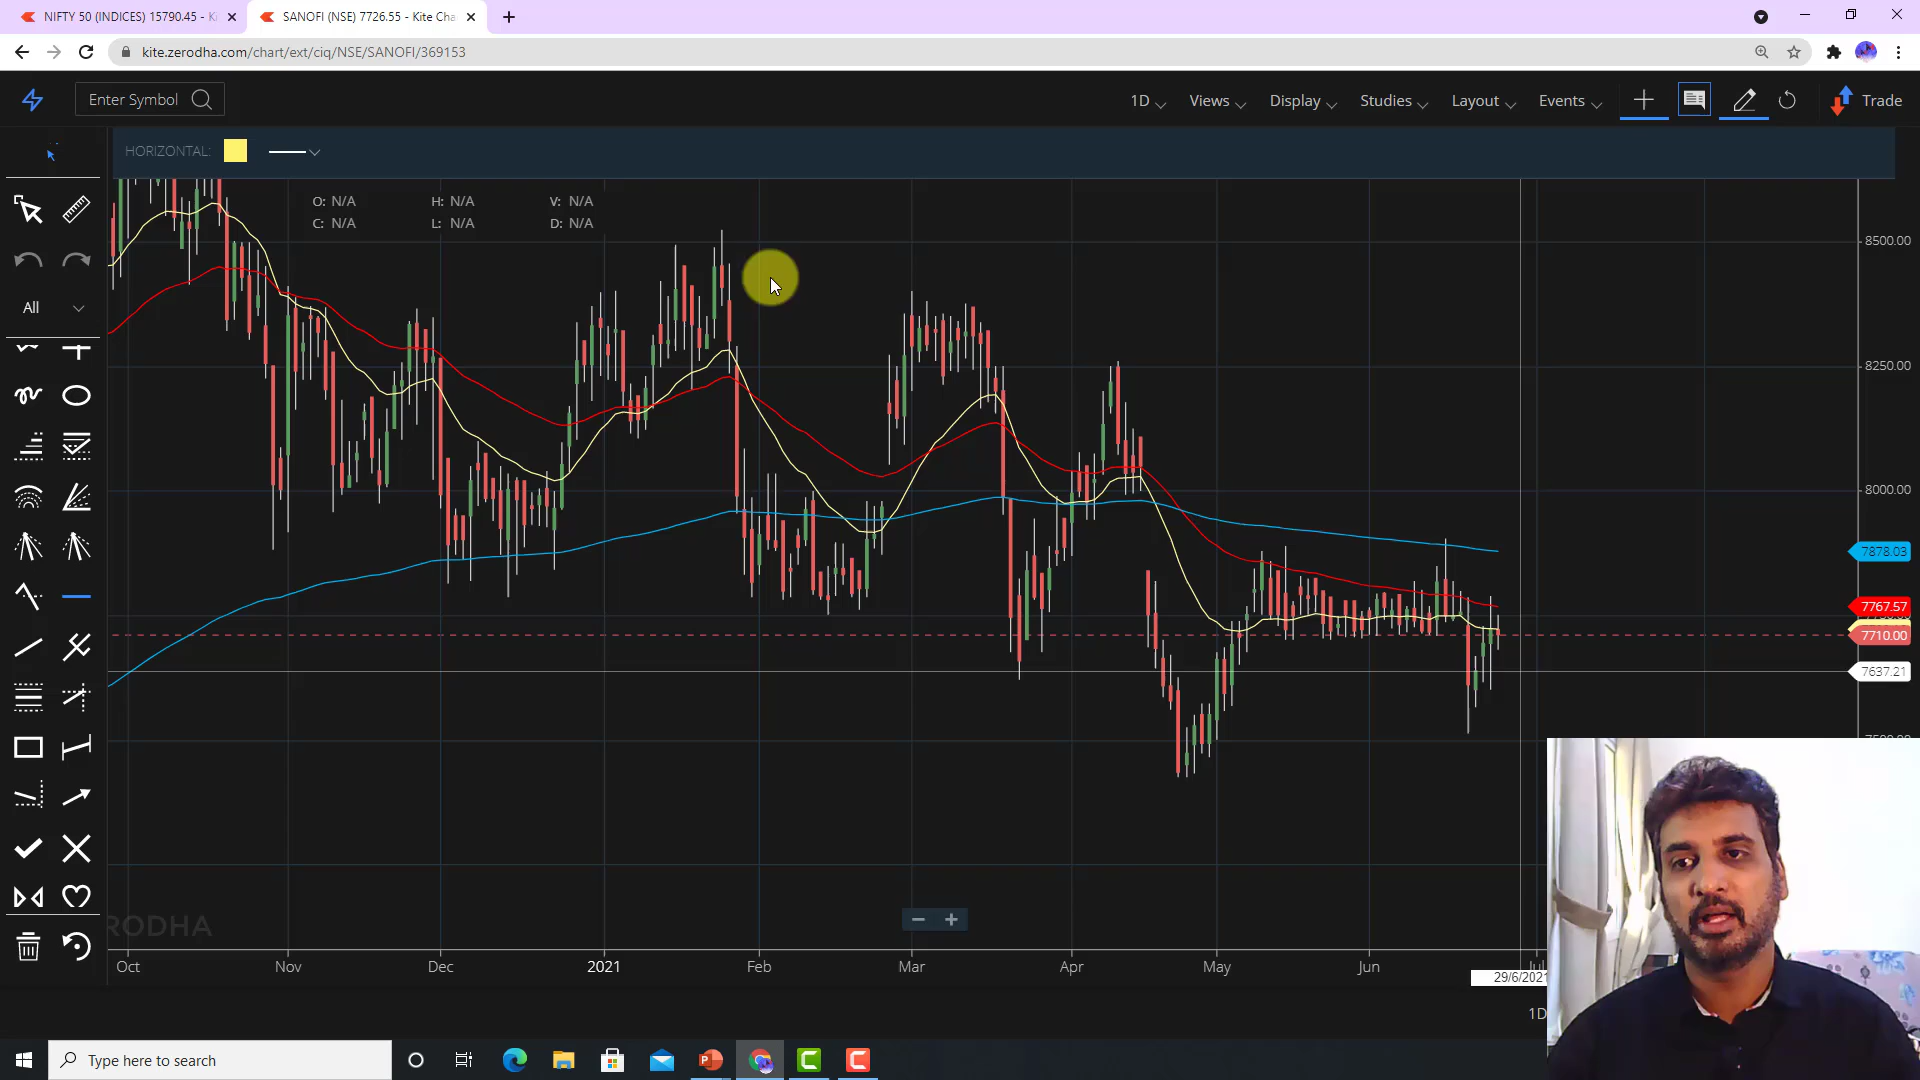 NIFTY 50 (INDICES) 15790.45 - Ki
SANOFI (NSE) 7726.55 - Kite Cha
kite.zerodha.com/chart/ext/ciq/NSE/SANOFI/369153
Enter Symbol
1D
Views
Display
Studies
Layout
Events
Trade
HORIZONTAL:
O: N/A
H: N/A
V: N/A
C: N/A
L: N/A
D: N/A
All
8500.00
8250.00
8000.00
7878.03
7767.57
7710.00
7637.21
RODHA
Oct
Nov
Dec
2021
Feb
Mar
Apr
May
Jun
29/6/2021
1D
Type here to search